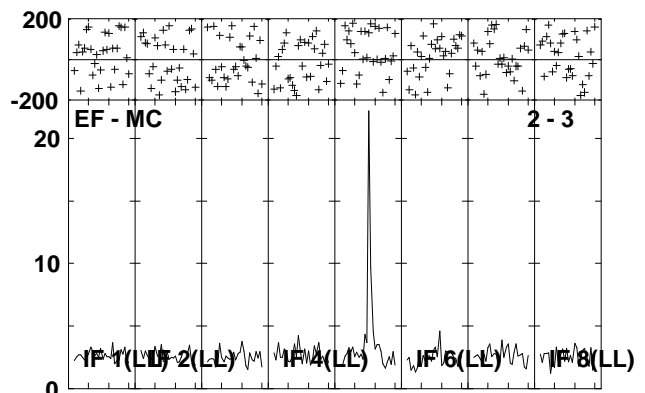 200
-200
EF - MC 2 - 3
20
10
IF 1(LL) IF 2(LL) IF 4(LL) IF 6(LL) IF 8(LL)
0